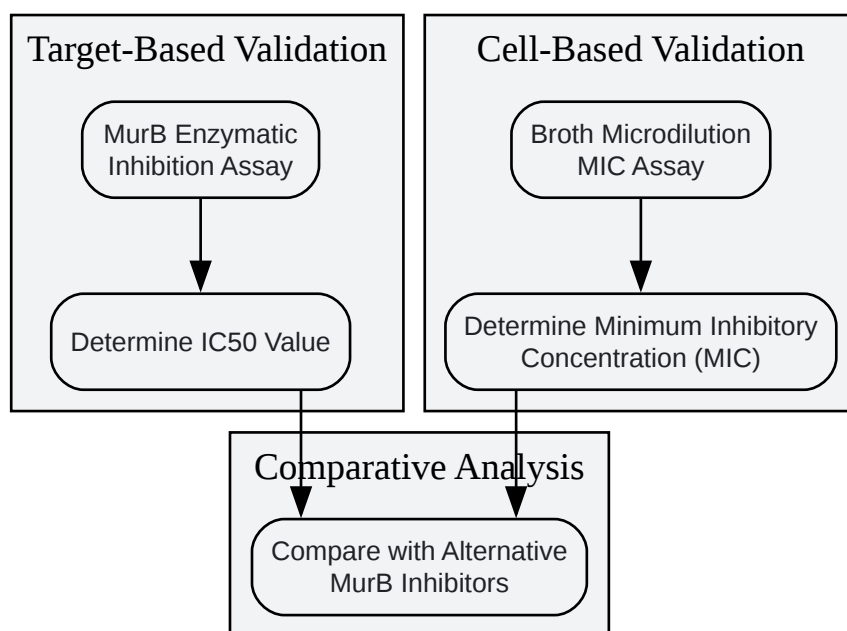 Target-Based Validation
MurB Enzymatic
Inhibition Assay
Determine IC50 Value
Cell-Based Validation
Broth Microdilution
MIC Assay
Determine Minimum Inhibitory
Concentration (MIC)
Comparative Analysis
Compare with Alternative
MurB Inhibitors